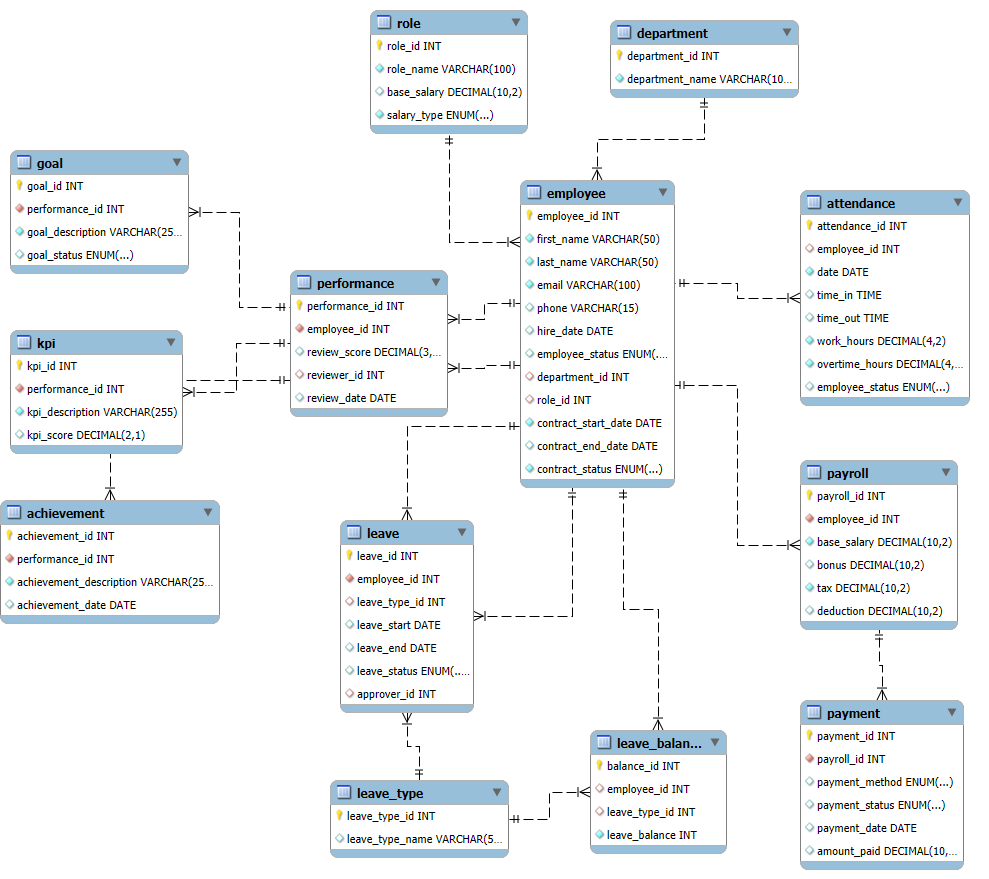 role
role_id INT
role_name VARCHAR(100)
base_salary DECIMAL(10,2)
salary_type ENUM(...)
department
department_id INT
department_name VARCHAR(10...
goal
goal_id INT
performance_id INT
goal_description VARCHAR(25...
goal_status ENUM(...)
employee
employee_id INT
first_name VARCHAR(50)
last_name VARCHAR(50)
email VARCHAR(100)
phone VARCHAR(15)
hire_date DATE
employee_status ENUM(...
department_id INT
role_id INT
contract_start_date DATE
contract_end_date DATE
contract_status ENUM(...)
attendance
attendance_id INT
employee_id INT
date DATE
time_in TIME
time_out TIME
work_hours DECIMAL(4,2)
overtime_hours DECIMAL(4,...
employee_status ENUM(...)
performance
performance_id INT
employee_id INT
review_score DECIMAL(3,...
reviewer_id INT
review_date DATE
kpi
kpi_id INT
performance_id INT
kpi_description VARCHAR(255)
kpi_score DECIMAL(2,1)
payroll
payroll_id INT
employee_id INT
base_salary DECIMAL(10,2)
bonus DECIMAL(10,2)
tax DECIMAL(10,2)
deduction DECIMAL(10,2)
achievement
achievement_id INT
performance_id INT
achievement_description VARCHAR(25...
achievement_date DATE
leave
leave_id INT
employee_id INT
leave_type_id INT
leave_start DATE
leave_end DATE
leave_status ENUM(.....
approver_id INT
payment
payment_id INT
payroll_id INT
payment_method ENUM(...)
payment_status ENUM(...)
payment_date DATE
amount_paid DECIMAL(10,...
leave_balan...
balance_id INT
employee_id INT
leave_type_id INT
leave_balance INT
leave_type
leave_type_id INT
leave_type_name VARCHAR(5...